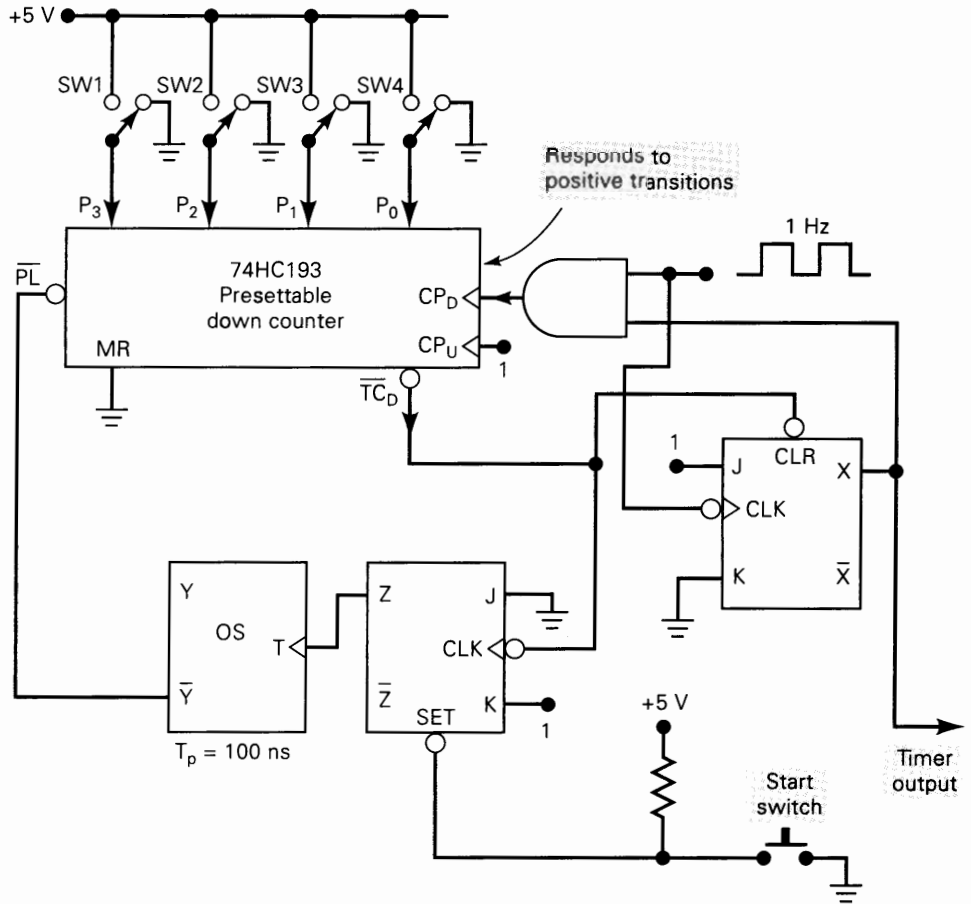 +5 V
SW1 SW2 SW3 SW4
Responds to
positive transitions
P3 P2 P1 P0
1 Hz
P̅L̅
74HC193
Presettable
down counter
CPD
CPU
1
MR
T̅C̅D
1
J CLR X
CLK
K X̅
Y
OS
T
Y̅
Tp = 100 ns
Z J
CLK
Z̅ K
SET
1
+5 V
Start
switch
Timer
output